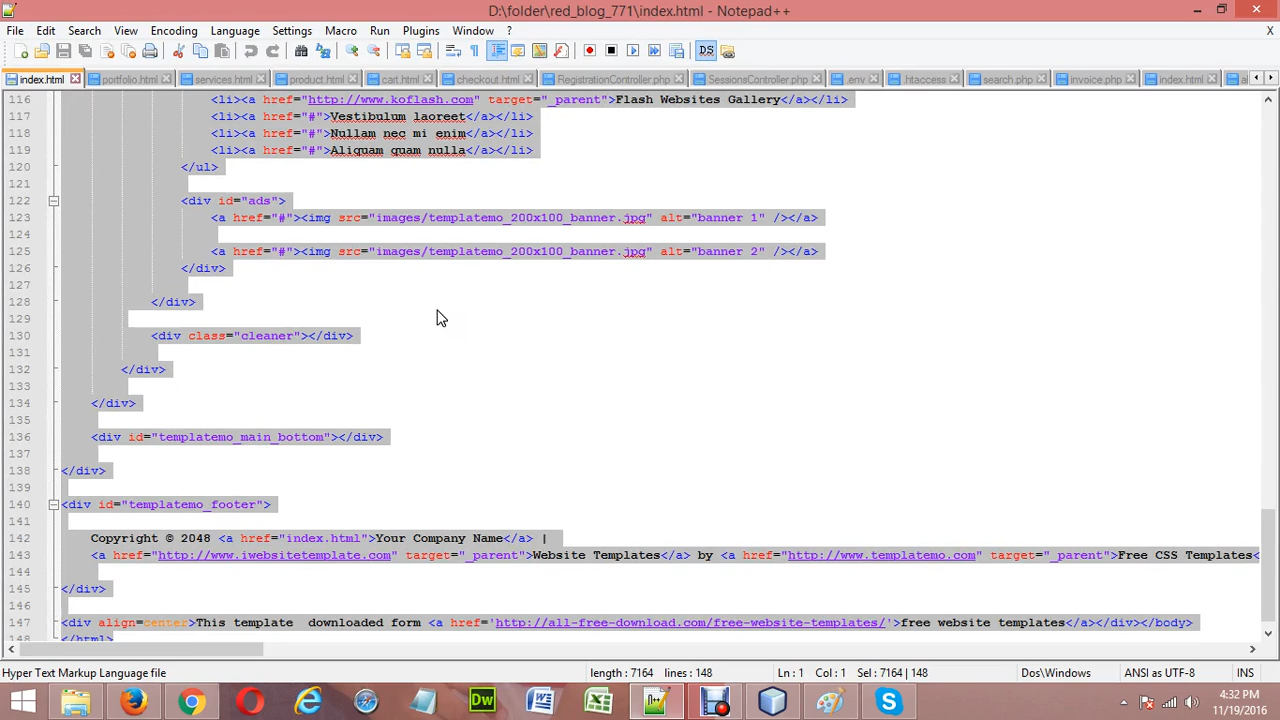 D:\folder\red_blog_771\index.html - Notepad++
File Edit Search View Encoding Language Settings Macro Run Plugins Window ? X
index.html portfolio.html services.html product.html cart.html checkout.html RegistrationController.php SessionsController.php .env .htaccess search.php invoice.php index.html
116 <li><a href="http://www.koflash.com" target="_parent">Flash Websites Gallery</a></li>
117 <li><a href="#">Vestibulum laoreet</a></li>
118 <li><a href="#">Nullam nec mi enim</a></li>
119 <li><a href="#">Aliquam quam nulla</a></li>
120 </ul>
121
122 <div id="ads">
123 <a href="#"><img src="images/templatemo_200x100_banner.jpg" alt="banner 1" /></a>
124
125 <a href="#"><img src="images/templatemo_200x100_banner.jpg" alt="banner 2" /></a>
126 </div>
127
128 </div>
129
130 <div class="cleaner"></div>
131
132 </div>
133
134 </div>
135
136 <div id="templatemo_main_bottom"></div>
137
138 </div>
139
140 <div id="templatemo_footer">
141
142 Copyright © 2048 <a href="index.html">Your Company Name</a> |
143 <a href="http://www.iwebsitetemplate.com" target="_parent">Website Templates</a> by <a href="http://www.templatemo.com" target="_parent">Free CSS Templates<
144
145 </div>
146
147 <div align=center>This template  downloaded form <a href='http://all-free-download.com/free-website-templates/'>free website templates</a></div></body>
148 </html>
Hyper Text Markup Language file length : 7164 lines : 148 Ln : 1 Col : 1 Sel : 7164 | 148 Dos\Windows ANSI as UTF-8 INS
4:32 PM
11/19/2016